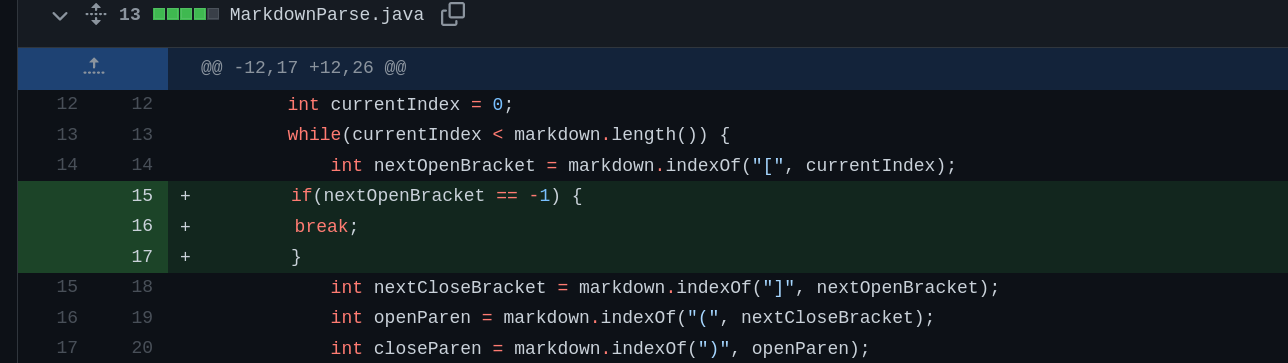 13 MarkdownParse.java
@@ -12,17 +12,26 @@
12 12 int currentIndex = 0;
13 13 while(currentIndex < markdown.length()) {
14 14 int nextOpenBracket = markdown.indexOf("[", currentIndex);
15 + if(nextOpenBracket == -1) {
16 + break;
17 + }
15 18 int nextCloseBracket = markdown.indexOf("]", nextOpenBracket);
16 19 int openParen = markdown.indexOf("(", nextCloseBracket);
17 20 int closeParen = markdown.indexOf(")", openParen);